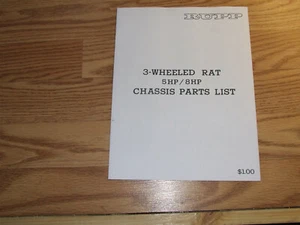 RUPP
3-WHEELED RAT
5HP/8HP
CHASSIS PARTS LIST
$1.00